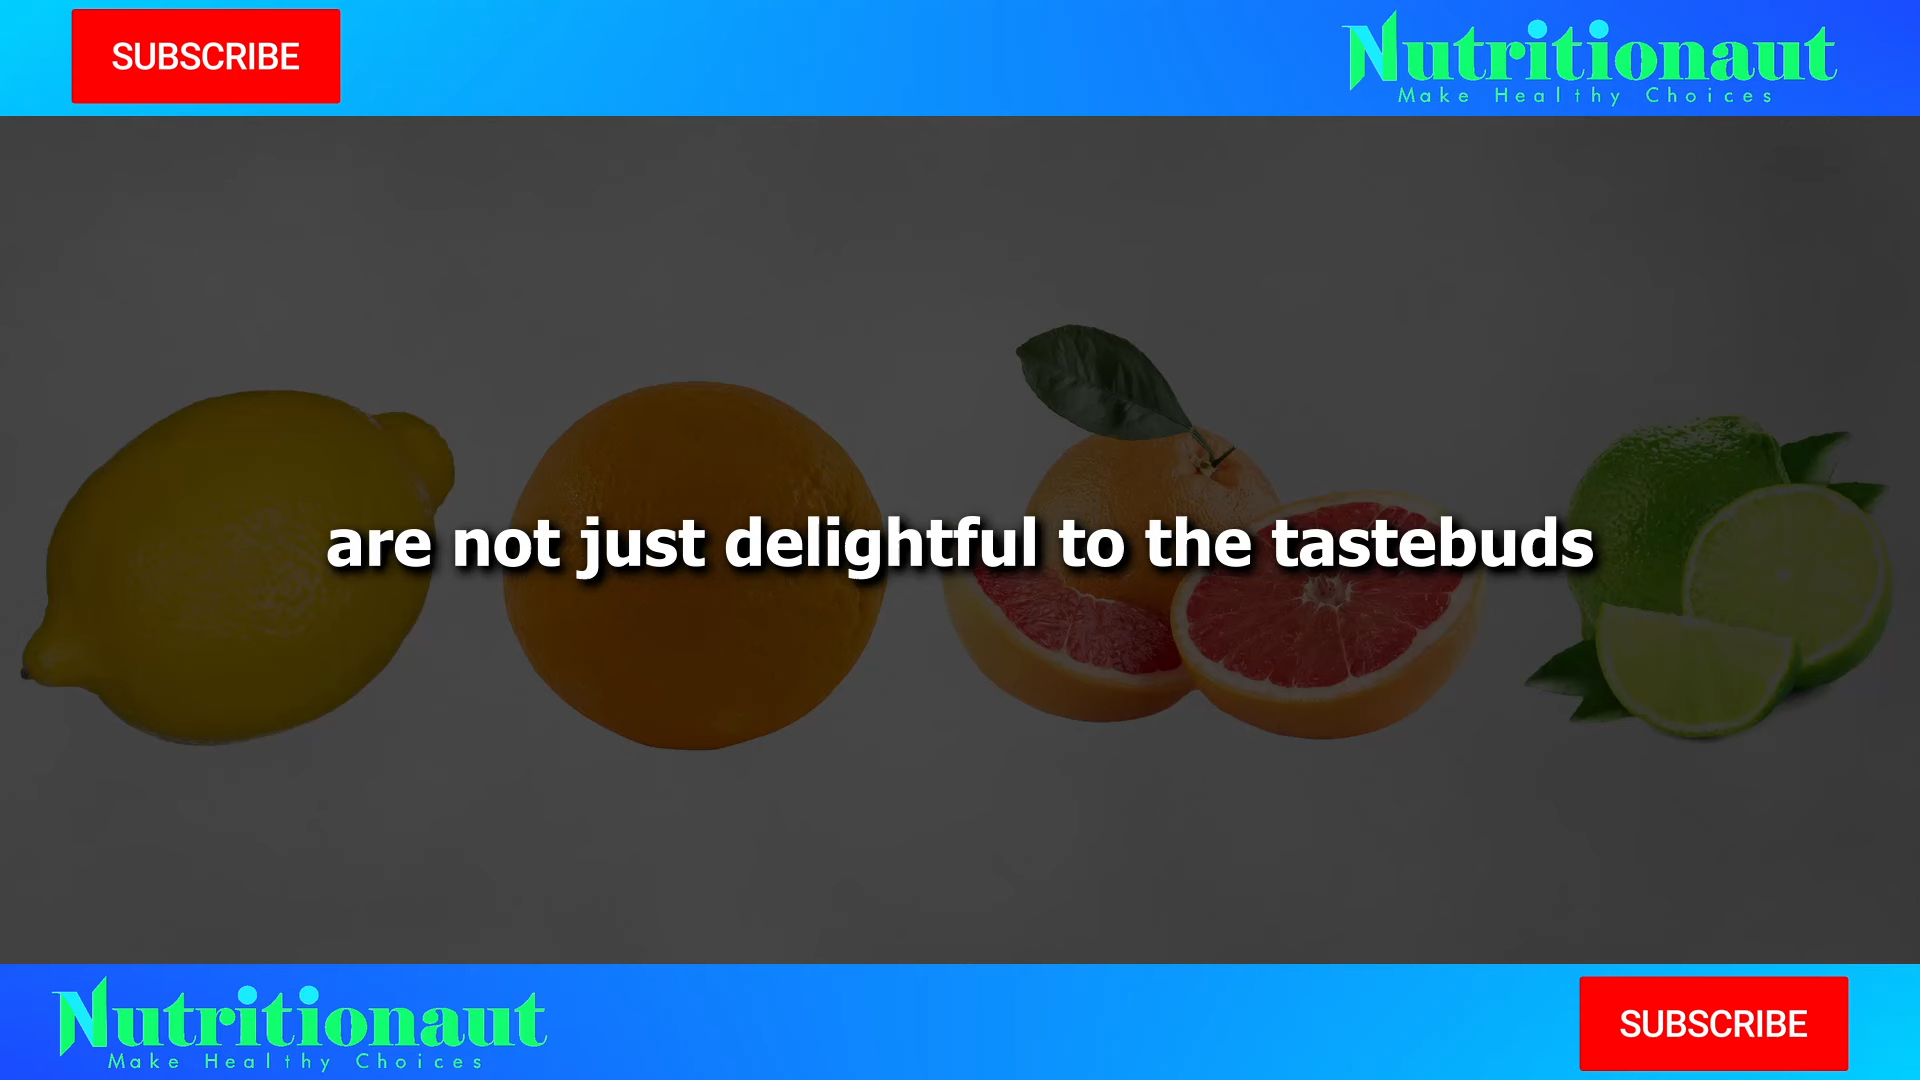 SUBSCRIBE
Nutritionaut
Make Healthy Choices
are not just delightful to the tastebuds
Nutritionaut
Make Healthy Choices
SUBSCRIBE